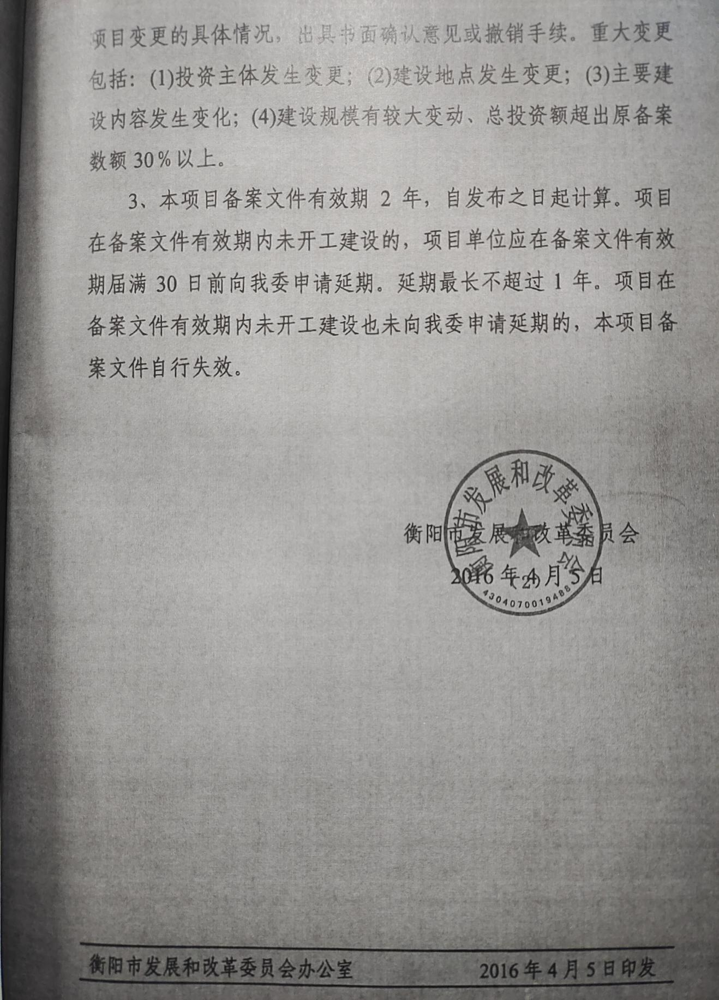 项目变更的具体情况，出具书面确认意见或撤销手续。重大变更
包括：(1)投资主体发生变更；(2)建设地点发生变更；(3)主要建
设内容发生变化；(4)建设规模有较大变动、总投资额超出原备案
数额30%以上。
3、本项目备案文件有效期 2 年，自发布之日起计算。项目
在备案文件有效期内未开工建设的，项目单位应在备案文件有效
期届满 30 日前向我委申请延期。延期最长不超过 1 年。项目在
备案文件有效期内未开工建设也未向我委申请延期的，本项目备
案文件自行失效。
衡阳市发展和改革委员会
衡阳市发展和改革委员会
2016 年 4 月 5 日
(2)
4304070019488
衡阳市发展和改革委员会办公室 2016 年 4 月 5 日印发